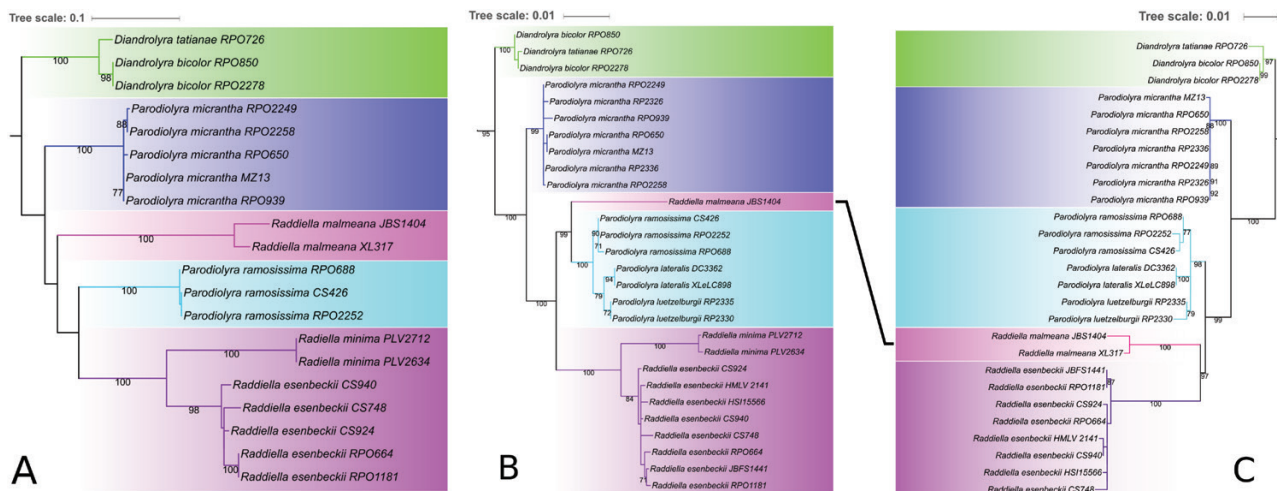 Tree scale: 0.1
Diandrolyra tatianae RPO726
100
Diandrolyra bicolor RPO850
98
Diandrolyra bicolor RPO2278
Parodiolyra micrantha RPO2249
88
Parodiolyra micrantha RPO2258
100
Parodiolyra micrantha RPO650
Parodiolyra micrantha MZ13
77
Parodiolyra micrantha RPO939
Raddiella malmeana JBS1404
100
Raddiella malmeana XL317
Parodiolyra ramosissima RPO688
100
Parodiolyra ramosissima CS426
Parodiolyra ramosissima RPO2252
Radiella minima PLV2712
100
Radiella minima PLV2634
100
Raddiella esenbeckii CS940
98
Raddiella esenbeckii CS748
Raddiella esenbeckii CS924
Raddiella esenbeckii RPO664
100
Raddiella esenbeckii RPO1181
A
Tree scale: 0.01
Diandrolyra bicolor RPO850
100
Diandrolyra tatianae RPO726
Diandrolyra bicolor RPO2278
Parodiolyra micrantha RPO2249
Parodiolyra micrantha RP2326
Parodiolyra micrantha RPO939
95
99
Parodiolyra micrantha RPO650
Parodiolyra micrantha MZ13
Parodiolyra micrantha RP2336
Parodiolyra micrantha RPO2258
Raddiella malmeana JBS1404
100
99
Parodiolyra ramosissima CS426
90
Parodiolyra ramosissima RPO2252
71
Parodiolyra ramosissima RPO688
100
Parodiolyra lateralis DC3362
94
Parodiolyra lateralis XLeLC898
79
Parodiolyra luetzelburgii RP2335
72
Parodiolyra luetzelburgii RP2330
100
Raddiella minima PLV2712
100
Raddiella minima PLV2634
Raddiella esenbeckii CS924
Raddiella esenbeckii HMLV 2141
84
Raddiella esenbeckii HSI15566
Raddiella esenbeckii CS940
Raddiella esenbeckii CS748
Raddiella esenbeckii RPO664
Raddiella esenbeckii JBFS1441
Raddiella esenbeckii RPO1181
B
Tree scale: 0.01
Diandrolyra tatianae RPO726
97
Diandrolyra bicolor RPO850
99
Diandrolyra bicolor RPO2278
Parodiolyra micrantha MZ13
Parodiolyra micrantha RPO650
100
Parodiolyra micrantha RPO2258
Parodiolyra micrantha RP2336
Parodiolyra micrantha RPO2249
89
Parodiolyra micrantha RP2326
91
Parodiolyra micrantha RPO939
92
Parodiolyra ramosissima RPO688
100
Parodiolyra ramosissima RPO2252
77
Parodiolyra ramosissima CS426
Parodiolyra lateralis DC3362
98
Parodiolyra lateralis XLeLC898
100
Parodiolyra luetzelburgii RP2335
79
Parodiolyra luetzelburgii RP2330
99
Raddiella malmeana JBS1404
100
Raddiella malmeana XL317
Raddiella esenbeckii JBFS1441
97
Raddiella esenbeckii RPO1181
87
Raddiella esenbeckii CS924
100
Raddiella esenbeckii RPO664
Raddiella esenbeckii HMLV 2141
Raddiella esenbeckii CS940
Raddiella esenbeckii HSI15566
Raddiella esenbeckii CS748
C